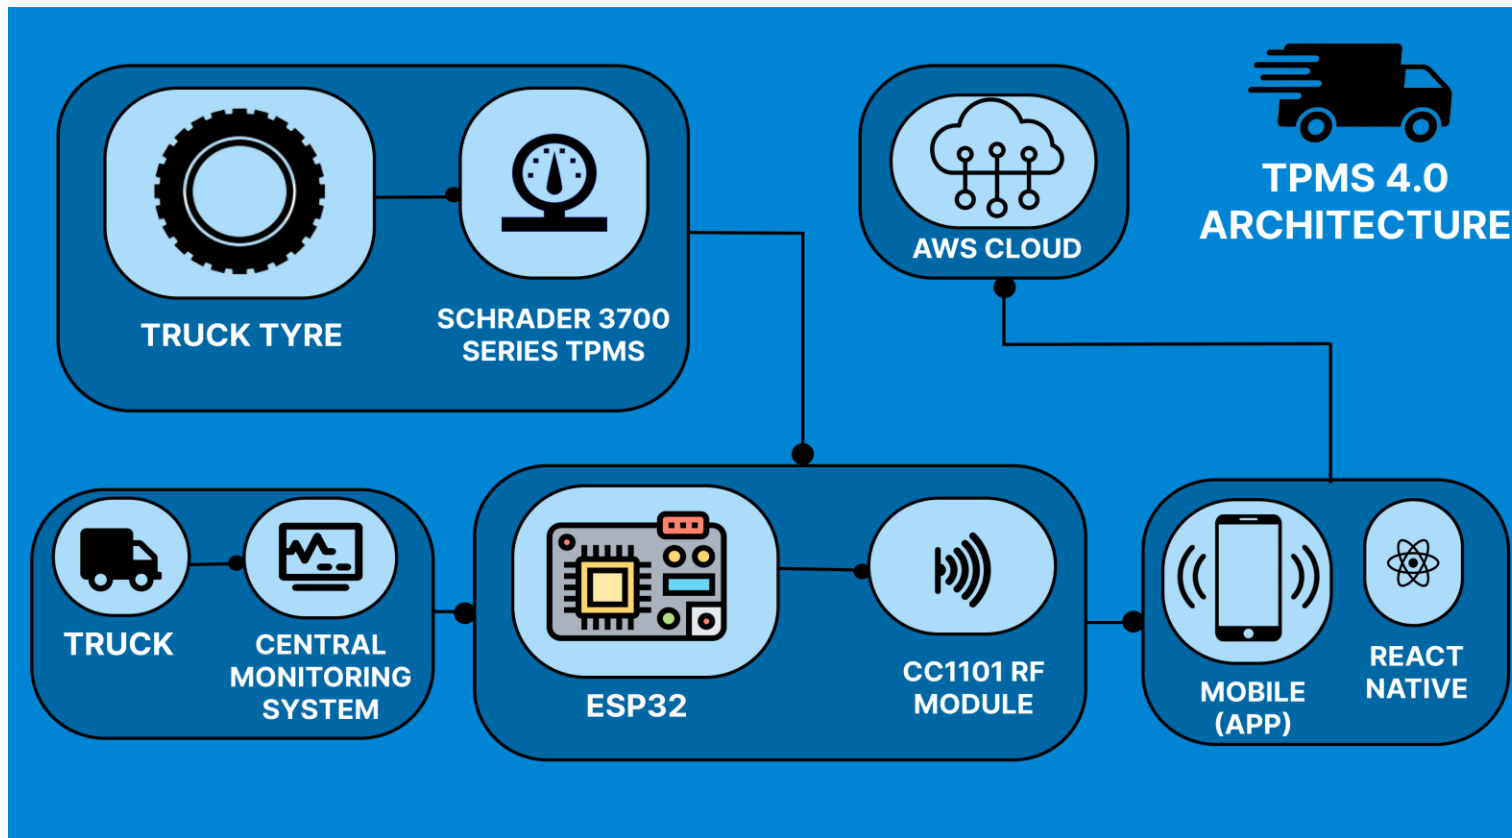 TPMS 4.0
ARCHITECTURE
TRUCK TYRE
SCHRADER 3700
SERIES TPMS
AWS CLOUD
TRUCK
CENTRAL
MONITORING
SYSTEM
ESP32
CC1101 RF
MODULE
MOBILE
(APP)
REACT
NATIVE